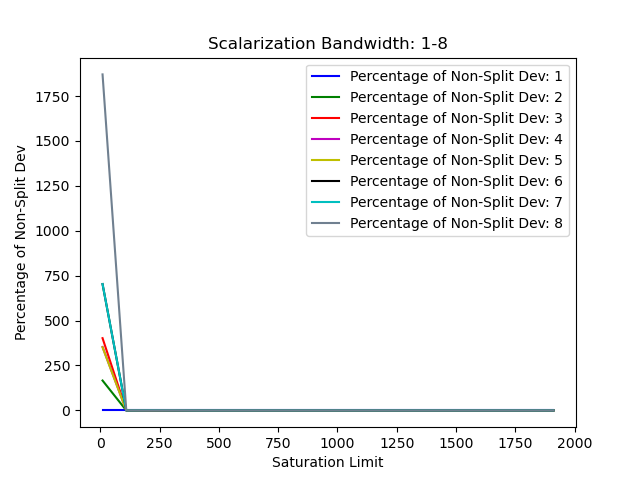 Scalarization Bandwidth: 1-8
Percentage of Non-Split Dev: 1
Percentage of Non-Split Dev: 2
Percentage of Non-Split Dev: 3
Percentage of Non-Split Dev: 4
Percentage of Non-Split Dev: 5
Percentage of Non-Split Dev: 6
Percentage of Non-Split Dev: 7
Percentage of Non-Split Dev: 8
Percentage of Non-Split Dev
1750
1500
1250
1000
750
500
250
0
0 250 500 750 1000 1250 1500 1750 2000
Saturation Limit